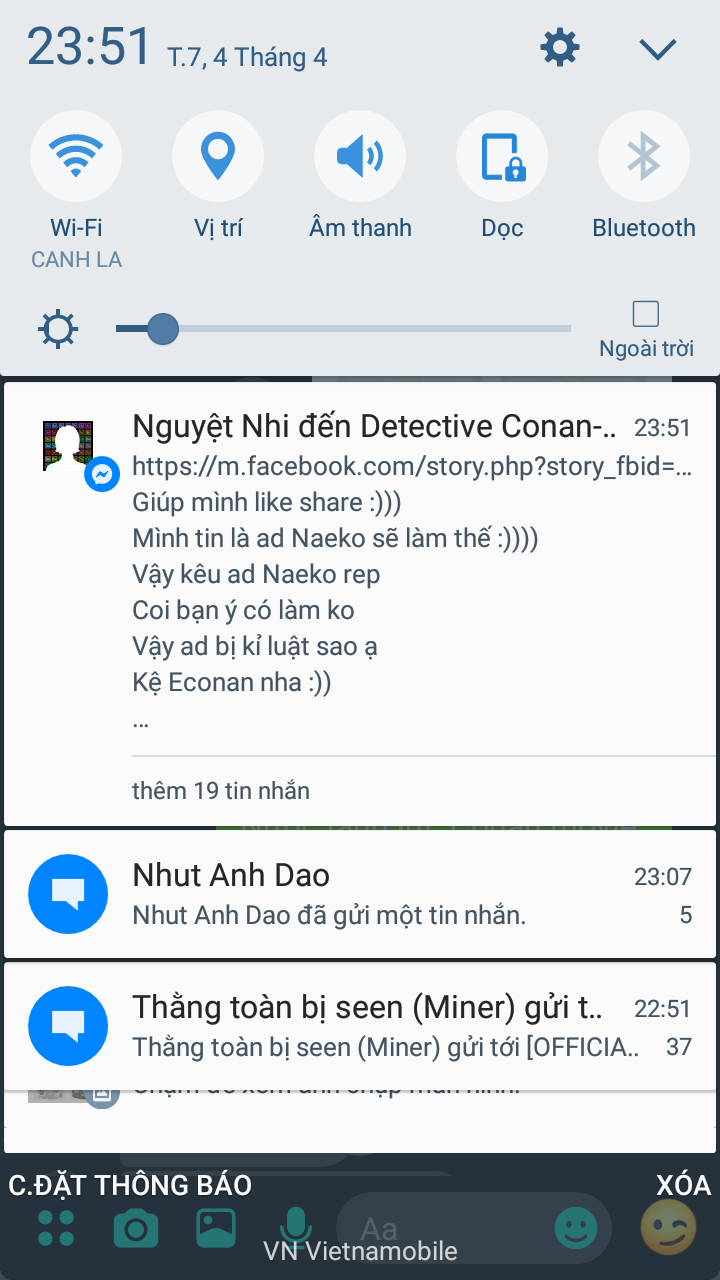 23:51 T.7, 4 Tháng 4
Wi-Fi Vị trí Âm thanh Dọc Bluetooth
CANH LA
Ngoài trời
Nguyệt Nhi đến Detective Conan-.. 23:51
https://m.facebook.com/story.php?story_fbid=...
Giúp mình like share :)))
Mình tin là ad Naeko sẽ làm thế :))))
Vậy kêu ad Naeko rep
Coi bạn ý có làm ko
Vậy ad bị kỉ luật sao ạ
Kệ Econan nha :))
...
thêm 19 tin nhắn
Nhut Anh Dao 23:07
Nhut Anh Dao đã gửi một tin nhắn. 5
Thằng toàn bị seen (Miner) gửi t.. 22:51
Thằng toàn bị seen (Miner) gửi tới [OFFICIA.. 37
C.ĐẶT THÔNG BÁO XÓA
Aa
VN Vietnamobile